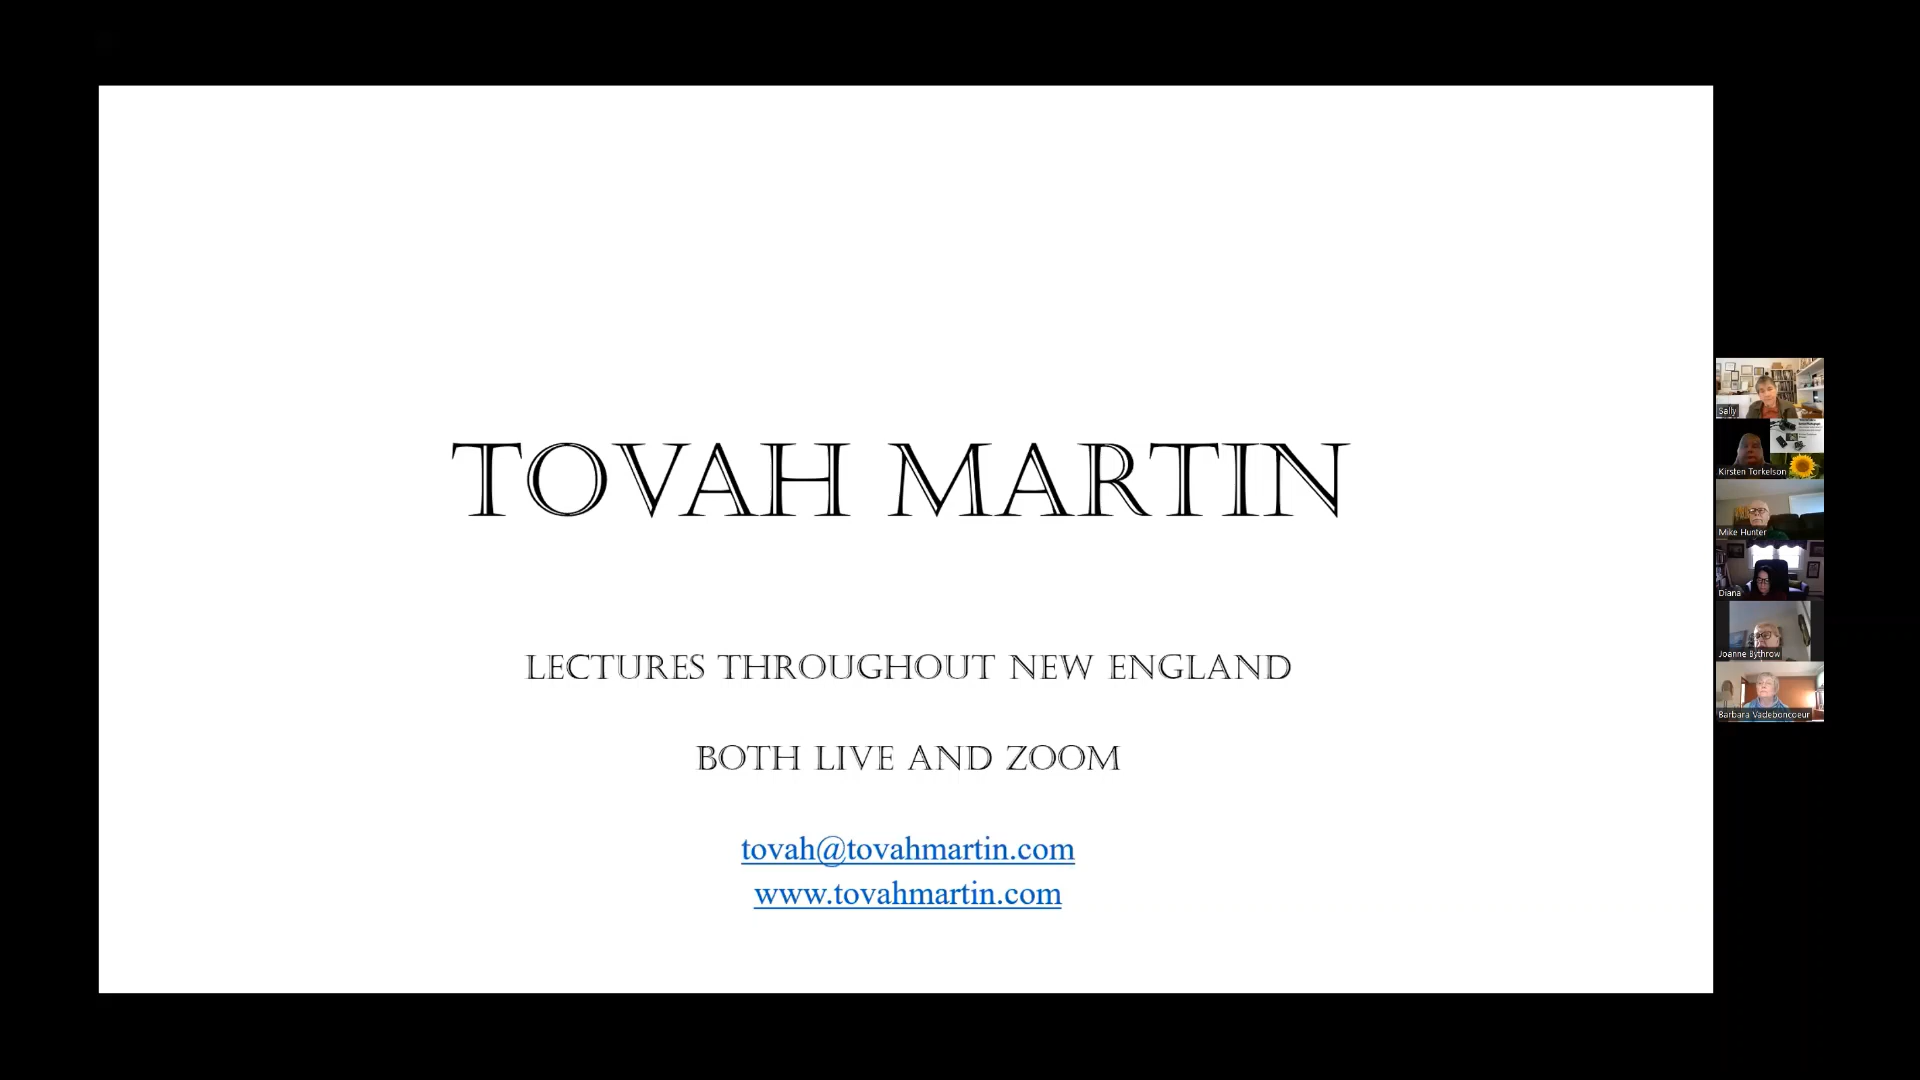 TOVAH MARTIN
LECTURES THROUGHOUT NEW ENGLAND
BOTH LIVE AND ZOOM
tovah@tovahmartin.com
www.tovahmartin.com
Sally
Kirsten Torkelson
Mike Hunter
Diana
Joanne Bythrow
Barbara Vadeboncoeur